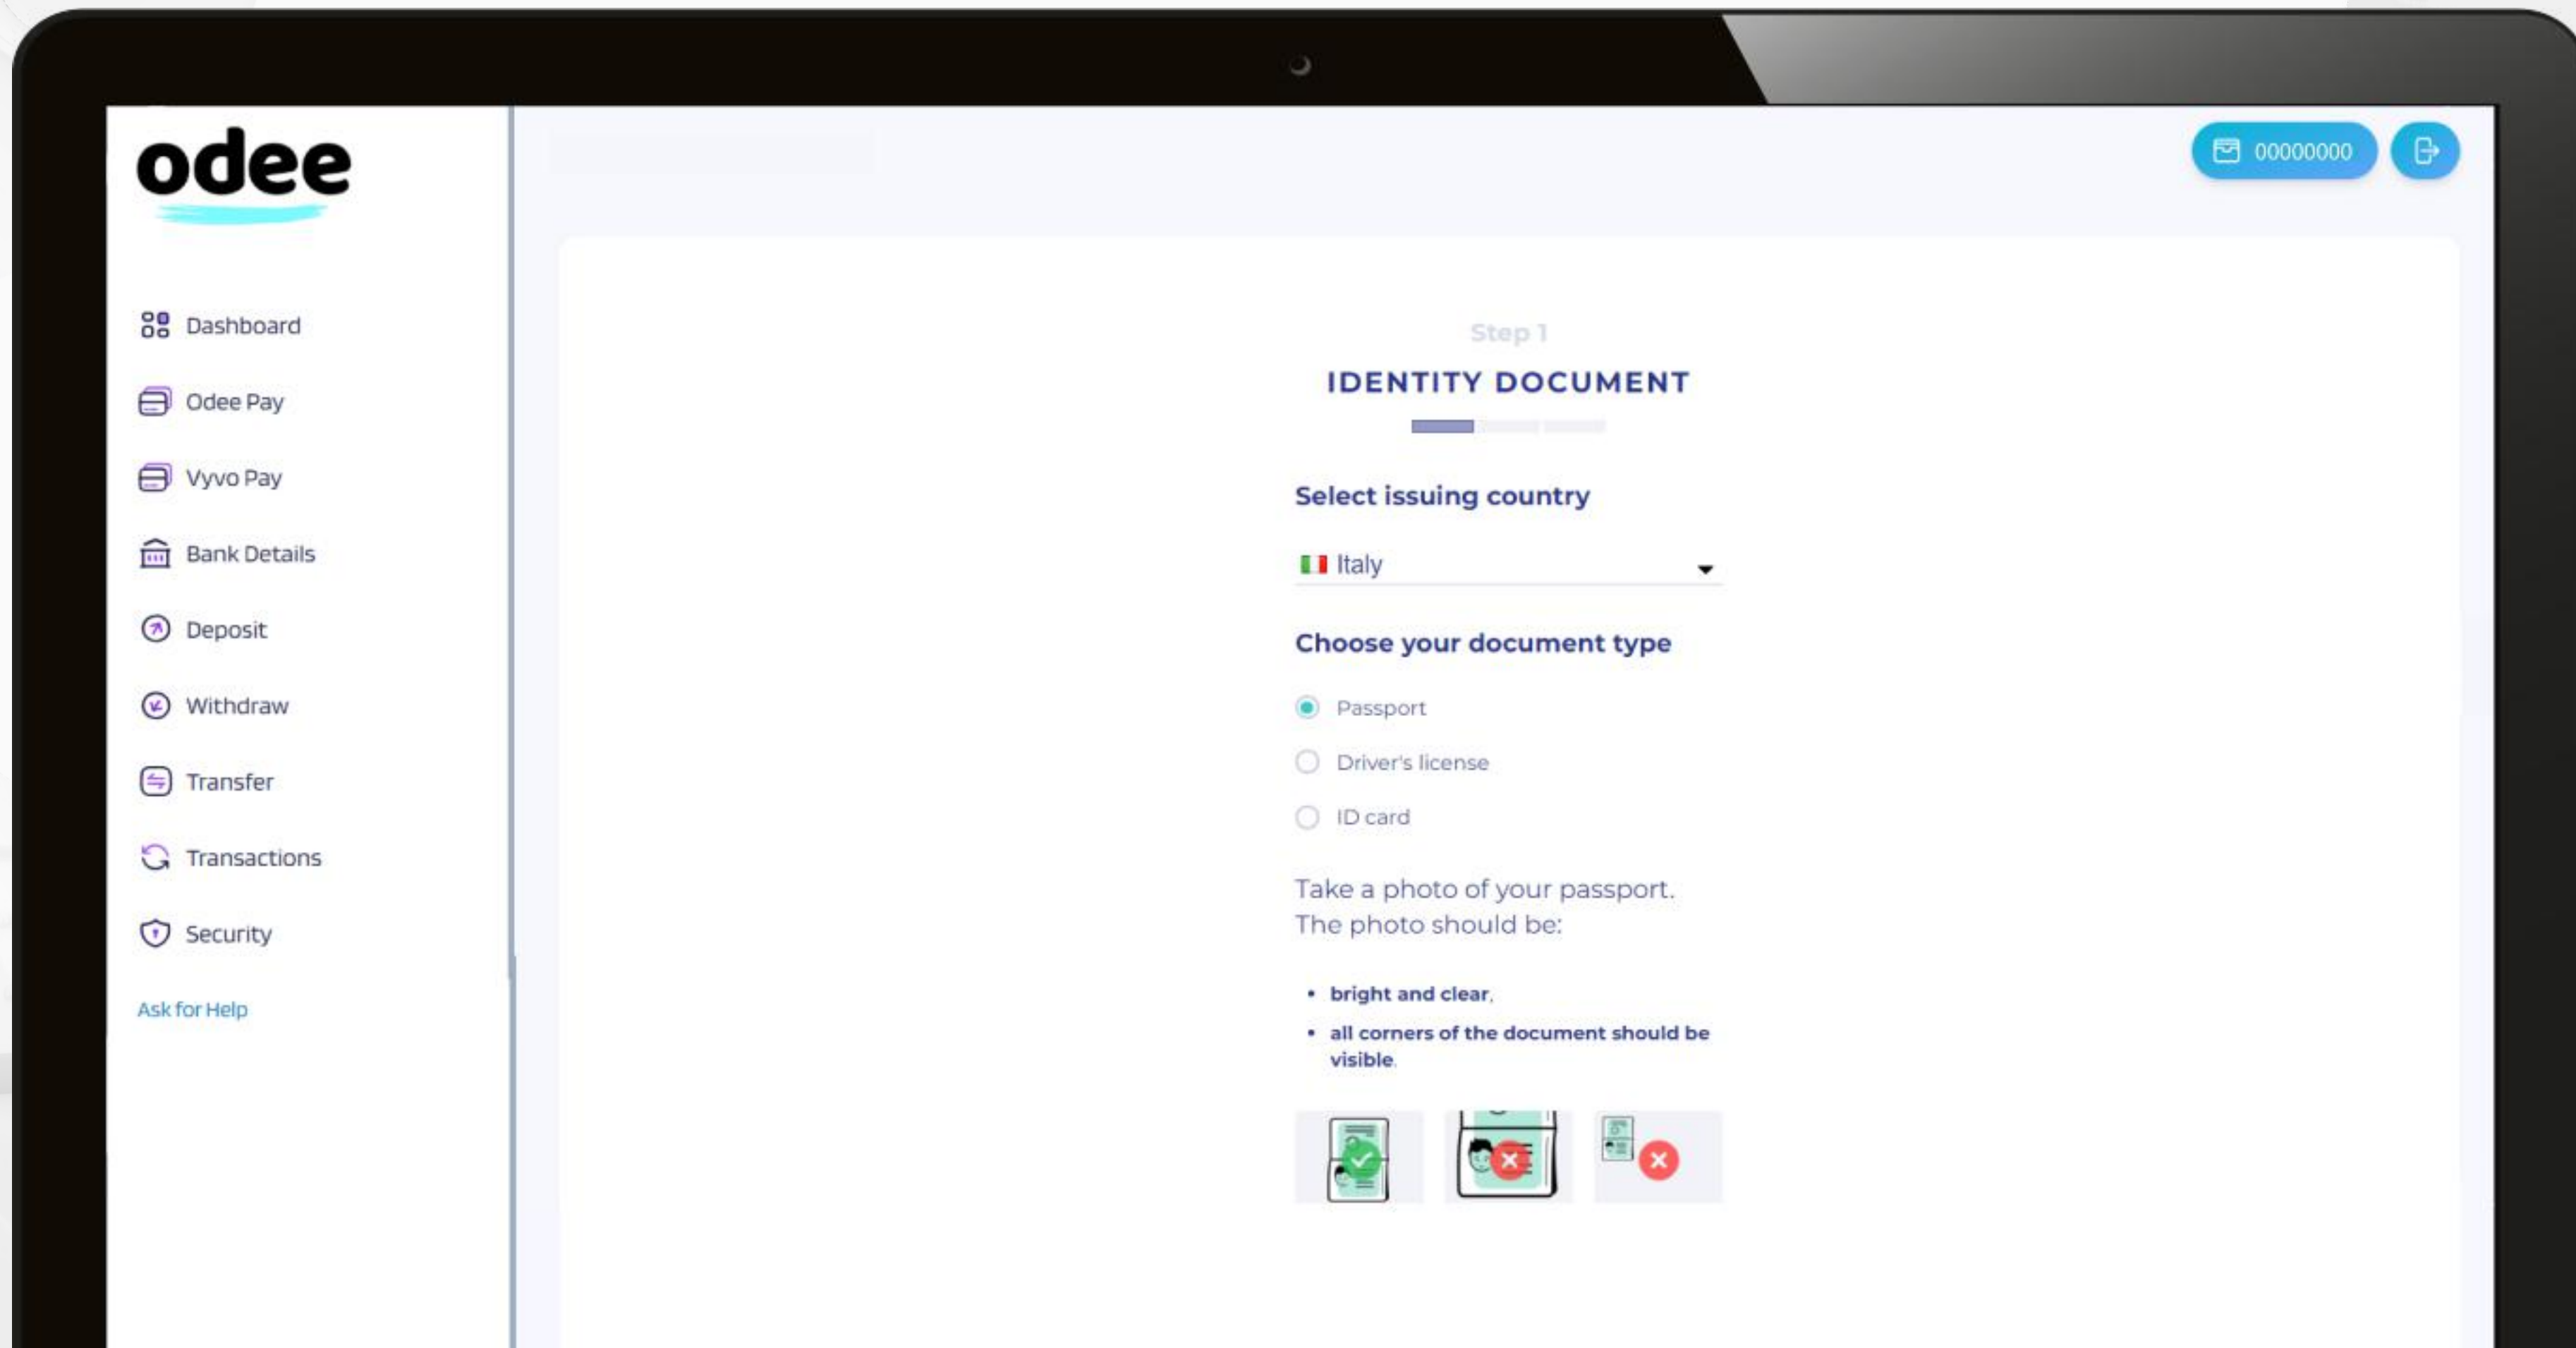 odee
00000000
Dashboard
Odee Pay
Vyvo Pay
Bank Details
Deposit
Withdraw
Transfer
Transactions
Security
Ask for Help
Step 1
IDENTITY DOCUMENT
Select issuing country
Italy
Choose your document type
Passport
Driver's license
ID card
Take a photo of your passport.
The photo should be:
• bright and clear,
• all corners of the document should be
visible.